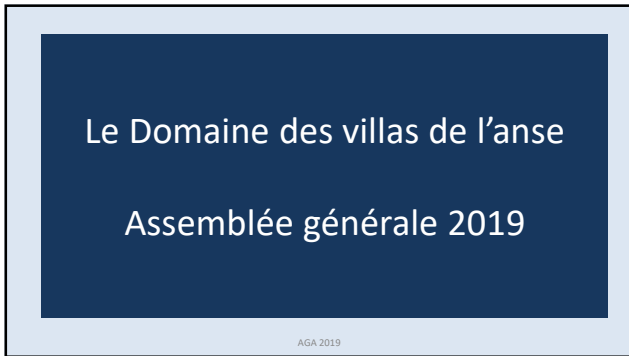 Le Domaine des villas de l’anse
Assemblée générale 2019
AGA 2019